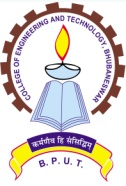 COLLEGE OF ENGINEERING AND TECHNOLOGY, BHUBANESWAR
कर्मणैव हि संसिद्धिम
B. P. U. T.